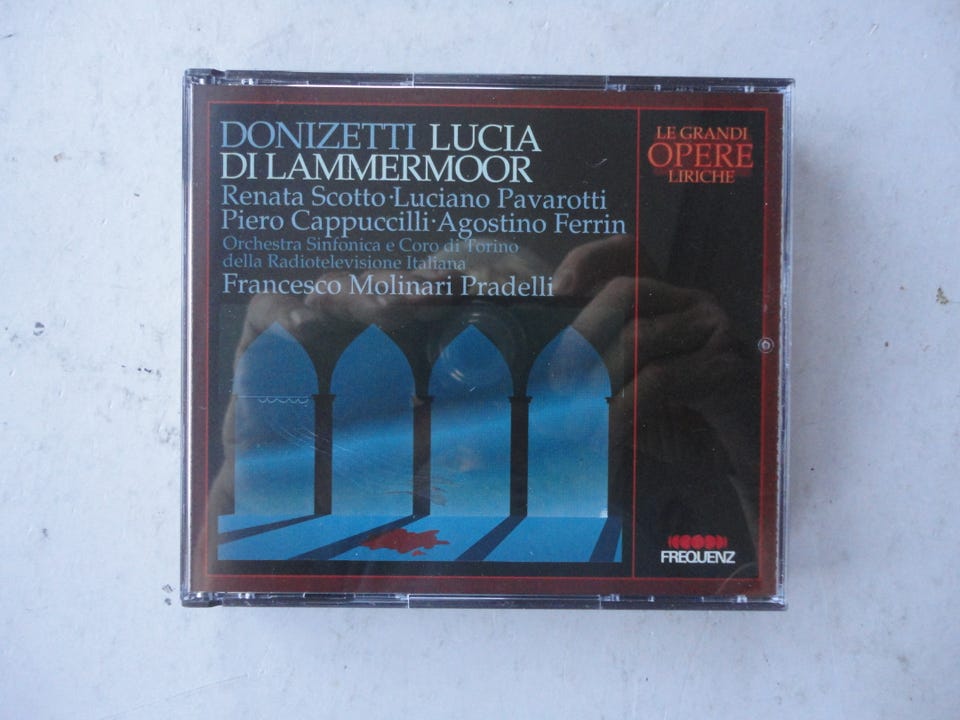 DONIZETTI LUCIA
DI LAMMERMOOR
Renata Scotto·Luciano Pavarotti
Piero Cappuccilli·Agostino Ferrin
Orchestra Sinfonica e Coro di Torino
della Radiotelevisione Italiana
Francesco Molinari Pradelli
LE GRANDI
OPERE
LIRICHE
FREQUENZ